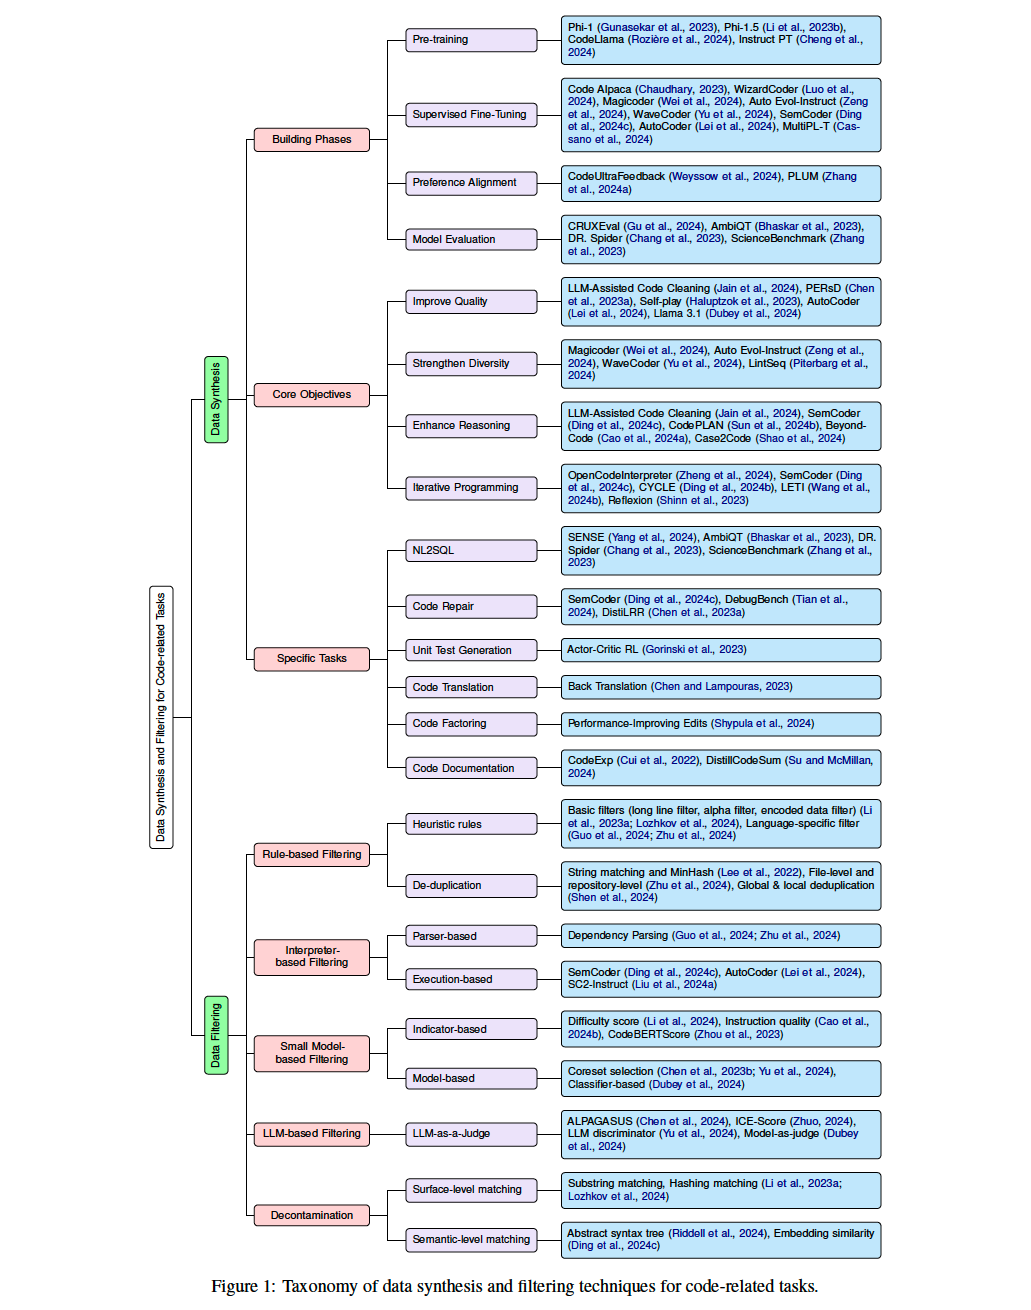 Data Synthesis and Filtering for Code-related Tasks
Data Synthesis
Building Phases
Pre-training
Phi-1 (Gunasekar et al., 2023), Phi-1.5 (Li et al., 2023b),
CodeLlama (Rozière et al., 2024), Instruct PT (Cheng et al.,
2024)
Supervised Fine-Tuning
Code Alpaca (Chaudhary, 2023), WizardCoder (Luo et al.,
2024), Magicoder (Wei et al., 2024), Auto Evol-Instruct (Zeng
et al., 2024), WaveCoder (Yu et al., 2024), SemCoder (Ding
et al., 2024c), AutoCoder (Lei et al., 2024), MultiPL-T (Cas-
sano et al., 2024)
Preference Alignment
CodeUltraFeedback (Weyssow et al., 2024), PLUM (Zhang
et al., 2024a)
Model Evaluation
CRUXEval (Gu et al., 2024), AmbiQT (Bhaskar et al., 2023),
DR. Spider (Chang et al., 2023), ScienceBenchmark (Zhang
et al., 2023)
Core Objectives
Improve Quality
LLM-Assisted Code Cleaning (Jain et al., 2024), PERsD (Chen
et al., 2023a), Self-play (Haluptzok et al., 2023), AutoCoder
(Lei et al., 2024), Llama 3.1 (Dubey et al., 2024)
Strengthen Diversity
Magicoder (Wei et al., 2024), Auto Evol-Instruct (Zeng et al.,
2024), WaveCoder (Yu et al., 2024), LintSeq (Piterbarg et al.,
2024)
Enhance Reasoning
LLM-Assisted Code Cleaning (Jain et al., 2024), SemCoder
(Ding et al., 2024c), CodePLAN (Sun et al., 2024b), Beyond-
Code (Cao et al., 2024a), Case2Code (Shao et al., 2024)
Iterative Programming
OpenCodeInterpreter (Zheng et al., 2024), SemCoder (Ding
et al., 2024c), CYCLE (Ding et al., 2024b), LETI (Wang et al.,
2024b), Reflexion (Shinn et al., 2023)
Specific Tasks
NL2SQL
SENSE (Yang et al., 2024), AmbiQT (Bhaskar et al., 2023), DR.
Spider (Chang et al., 2023), ScienceBenchmark (Zhang et al.,
2023)
Code Repair
SemCoder (Ding et al., 2024c), DebugBench (Tian et al.,
2024), DistiLRR (Chen et al., 2023a)
Unit Test Generation
Actor-Critic RL (Gorinski et al., 2023)
Code Translation
Back Translation (Chen and Lampouras, 2023)
Code Factoring
Performance-Improving Edits (Shypula et al., 2024)
Code Documentation
CodeExp (Cui et al., 2022), DistillCodeSum (Su and McMillan,
2024)
Data Filtering
Rule-based Filtering
Heuristic rules
Basic filters (long line filter, alpha filter, encoded data filter) (Li
et al., 2023a; Lozhkov et al., 2024), Language-specific filter
(Guo et al., 2024; Zhu et al., 2024)
De-duplication
String matching and MinHash (Lee et al., 2022), File-level and
repository-level (Zhu et al., 2024), Global & local deduplication
(Shen et al., 2024)
Interpreter-
based Filtering
Parser-based
Dependency Parsing (Guo et al., 2024; Zhu et al., 2024)
Execution-based
SemCoder (Ding et al., 2024c), AutoCoder (Lei et al., 2024),
SC2-Instruct (Liu et al., 2024a)
Small Model-
based Filtering
Indicator-based
Difficulty score (Li et al., 2024), Instruction quality (Cao et al.,
2024b), CodeBERTScore (Zhou et al., 2023)
Model-based
Coreset selection (Chen et al., 2023b; Yu et al., 2024),
Classifier-based (Dubey et al., 2024)
LLM-based Filtering
LLM-as-a-Judge
ALPAGASUS (Chen et al., 2024), ICE-Score (Zhuo, 2024),
LLM discriminator (Yu et al., 2024), Model-as-judge (Dubey
et al., 2024)
Decontamination
Surface-level matching
Substring matching, Hashing matching (Li et al., 2023a;
Lozhkov et al., 2024)
Semantic-level matching
Abstract syntax tree (Riddell et al., 2024), Embedding similarity
(Ding et al., 2024c)
Figure 1: Taxonomy of data synthesis and filtering techniques for code-related tasks.